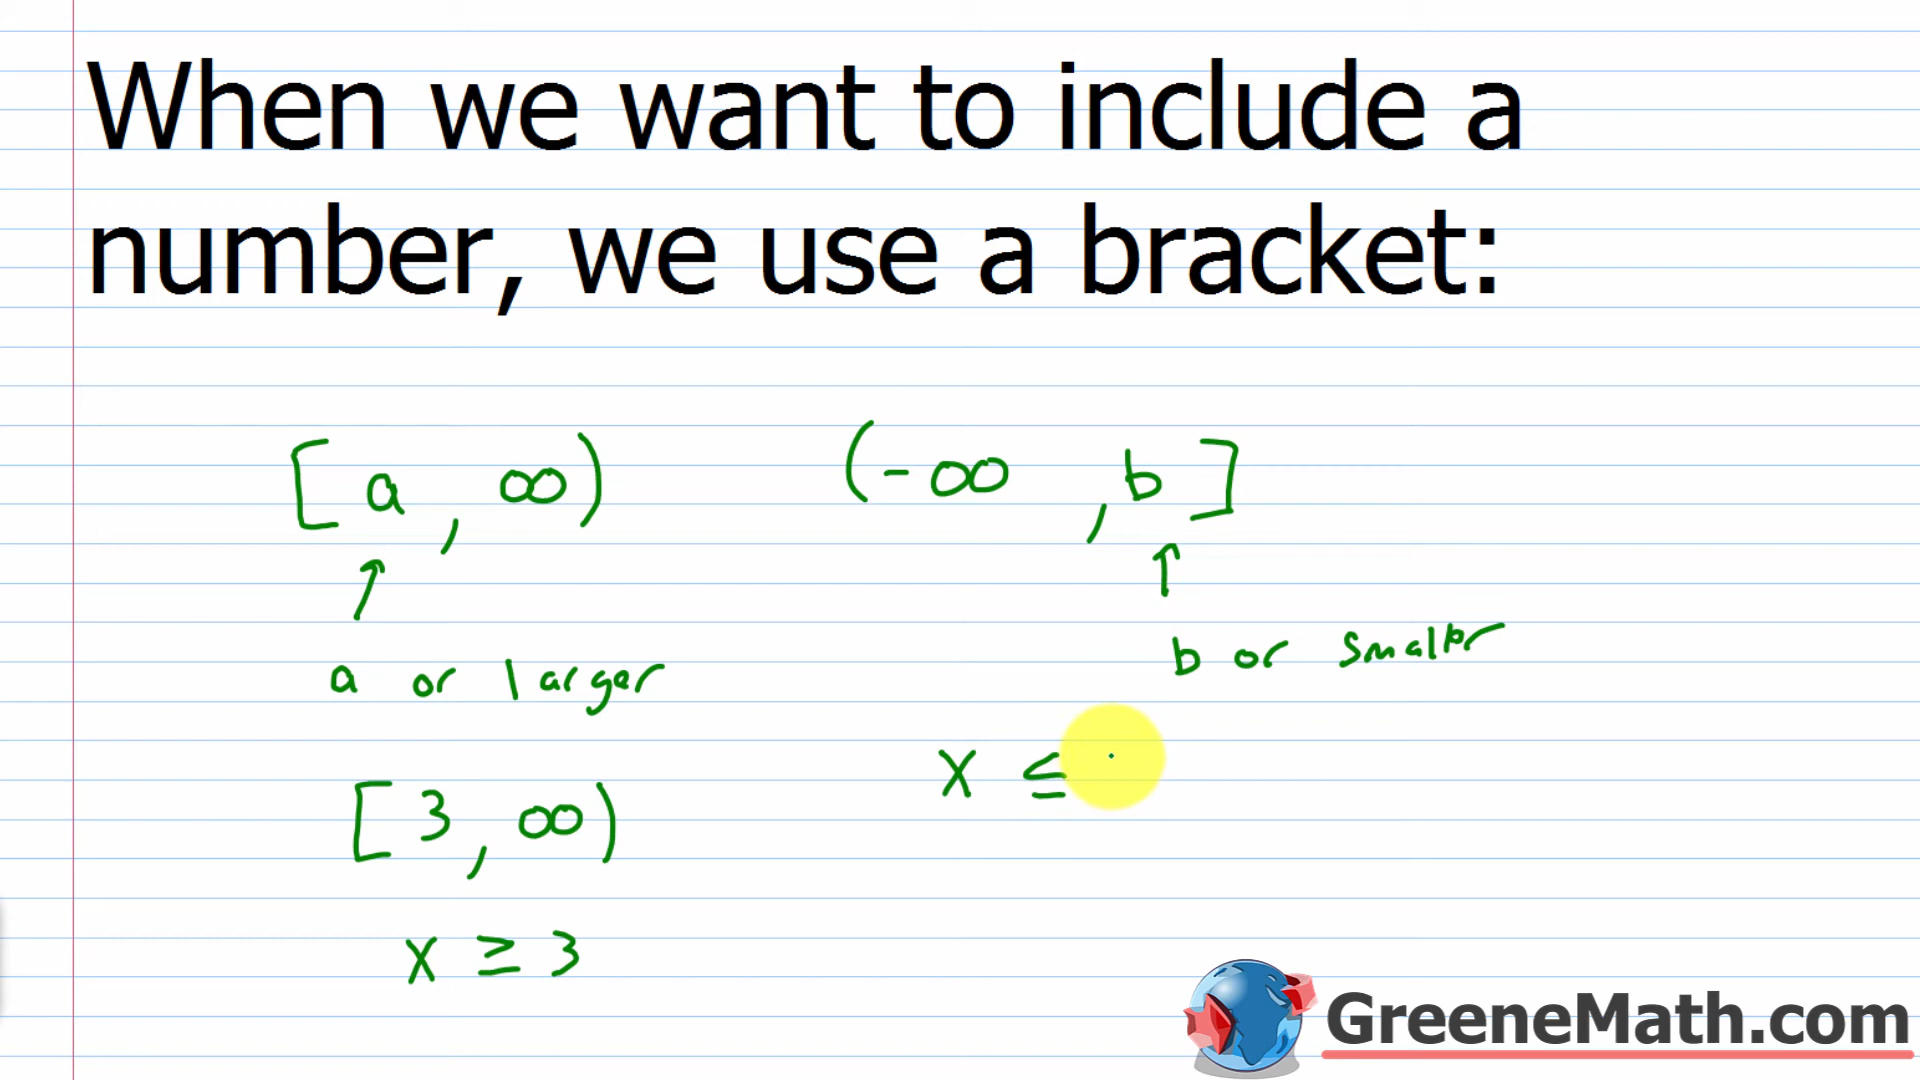 When we want to include a
number, we use a bracket:
[ a , ∞ ) ( - ∞ , b ]
a or larger b or smaller
[ 3 , ∞ ) x ≤
x ≥ 3
GreeneMath.com